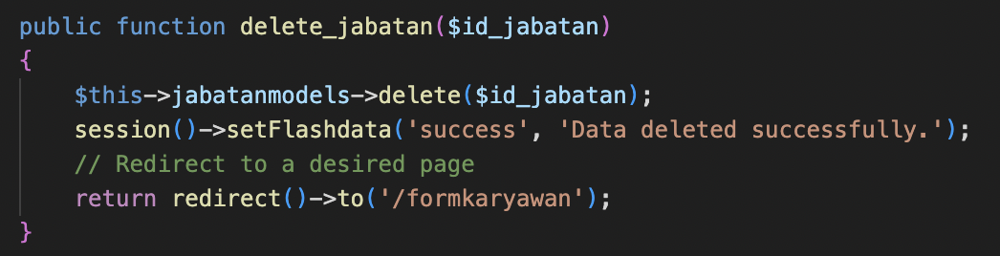 public function delete_jabatan($id_jabatan)
{
    $this->jabatanmodels->delete($id_jabatan);
    session()->setFlashdata('success', 'Data deleted successfully.');
    // Redirect to a desired page
    return redirect()->to('/formkaryawan');
}